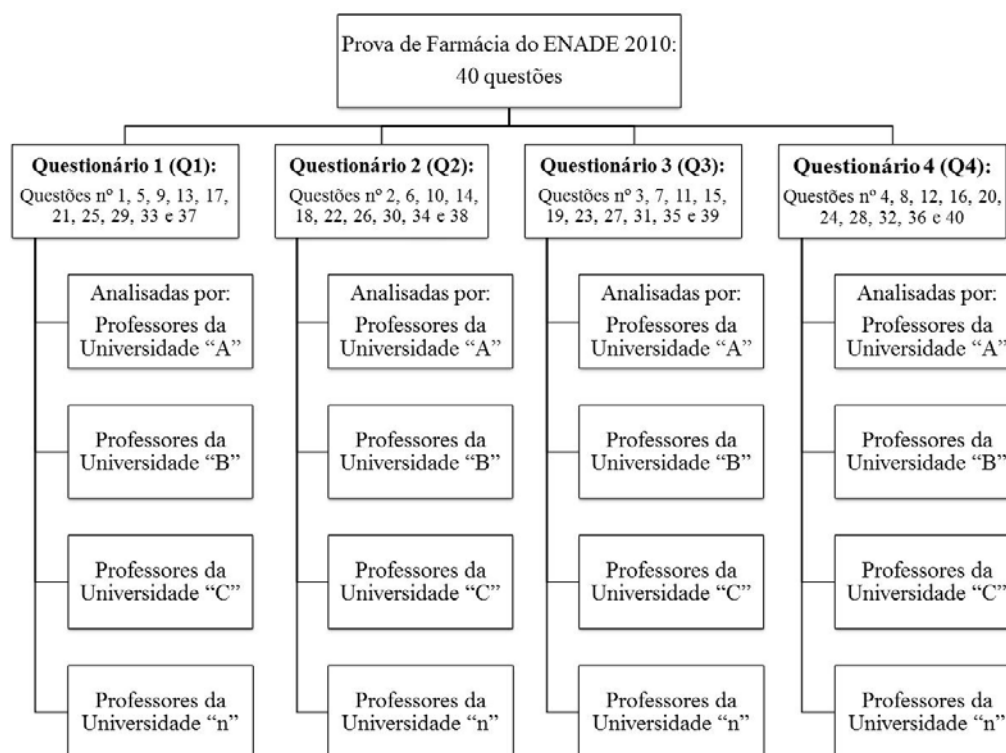 Prova de Farmácia do ENADE 2010:
40 questões
Questionário 1 (Q1):
Questões nº 1, 5, 9, 13, 17,
21, 25, 29, 33 e 37
Analisadas por:
Professores da
Universidade “A”
Professores da
Universidade “B”
Professores da
Universidade “C”
Professores da
Universidade “n”
Questionário 2 (Q2):
Questões nº 2, 6, 10, 14,
18, 22, 26, 30, 34 e 38
Analisadas por:
Professores da
Universidade “A”
Professores da
Universidade “B”
Professores da
Universidade “C”
Professores da
Universidade “n”
Questionário 3 (Q3):
Questões nº 3, 7, 11, 15,
19, 23, 27, 31, 35 e 39
Analisadas por:
Professores da
Universidade “A”
Professores da
Universidade “B”
Professores da
Universidade “C”
Professores da
Universidade “n”
Questionário 4 (Q4):
Questões nº 4, 8, 12, 16, 20,
24, 28, 32, 36 e 40
Analisadas por:
Professores da
Universidade “A”
Professores da
Universidade “B”
Professores da
Universidade “C”
Professores da
Universidade “n”